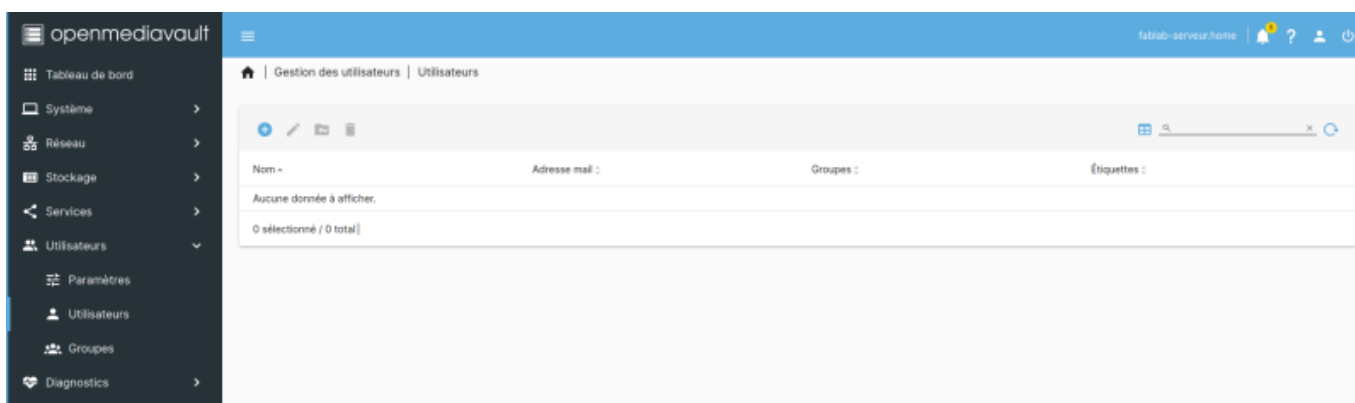 openmediavault
fablab-serveur.home
Tableau de bord
Gestion des utilisateurs | Utilisateurs
Système
Réseau
Stockage
Services
Utilisateurs
Paramètres
Utilisateurs
Groupes
Diagnostics
Nom
Adresse mail
Groupes
Étiquettes
Aucune donnée à afficher.
0 sélectionné / 0 total